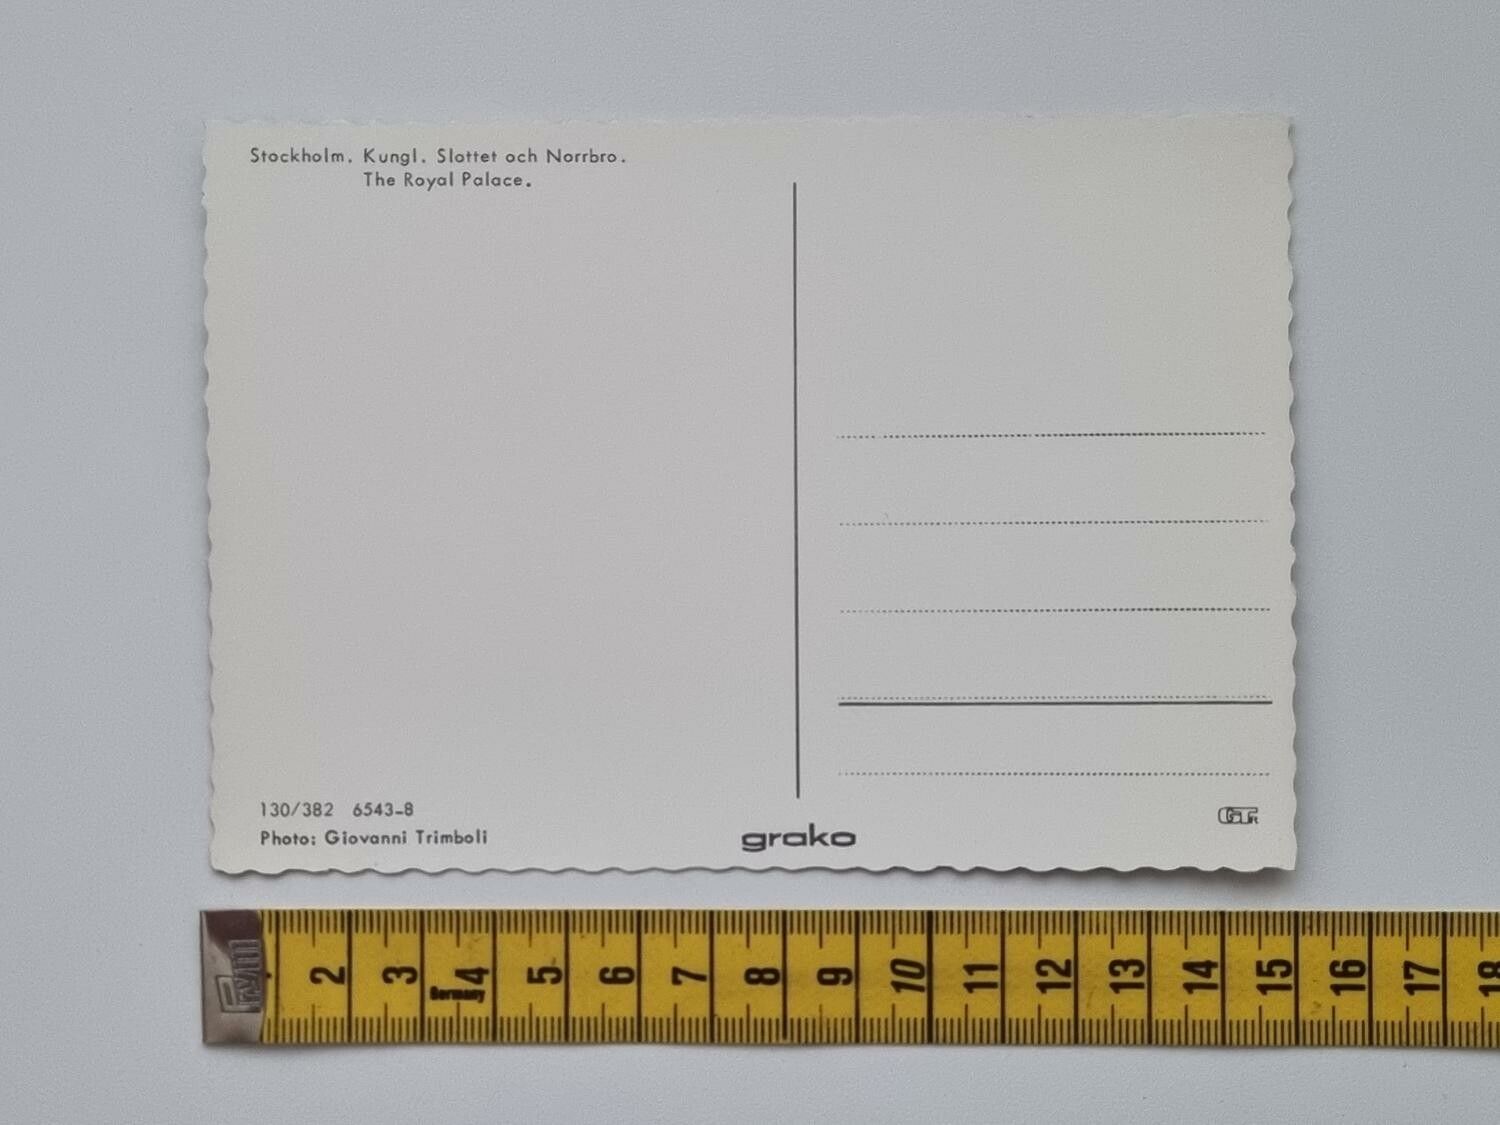 Stockholm. Kungl. Slottet och Norrbro.
The Royal Palace.
130/382 6543-8
Photo: Giovanni Trimboli
grako
Prym
Germany
2 3 4 5 6 7 8 9 10 11 12 13 14 15 16 17 18